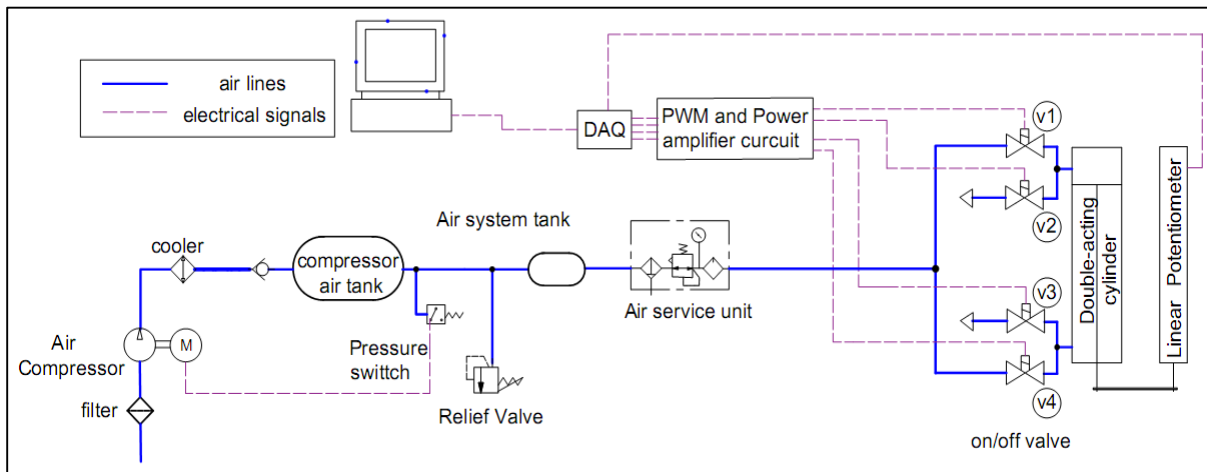 air lines
electrical signals
DAQ
PWM and Power
amplifier curcuit
v1
v2
v3
v4
Double-acting
cylinder
Linear Potentiometer
Air system tank
cooler
compressor
air tank
Air service unit
Air
Compressor
M
Pressure
swittch
Relief Valve
filter
on/off valve